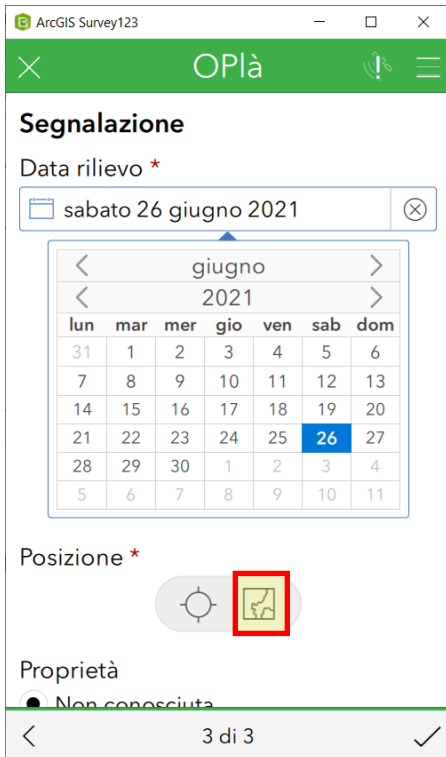 ArcGIS Survey123
OPlà
Segnalazione
Data rilievo *
sabato 26 giugno 2021
giugno
2021
lun mar mer gio ven sab dom
31 1 2 3 4 5 6
7 8 9 10 11 12 13
14 15 16 17 18 19 20
21 22 23 24 25 26 27
28 29 30 1 2 3 4
5 6 7 8 9 10 11
Posizione *
Proprietà
Non conosciuta
3 di 3